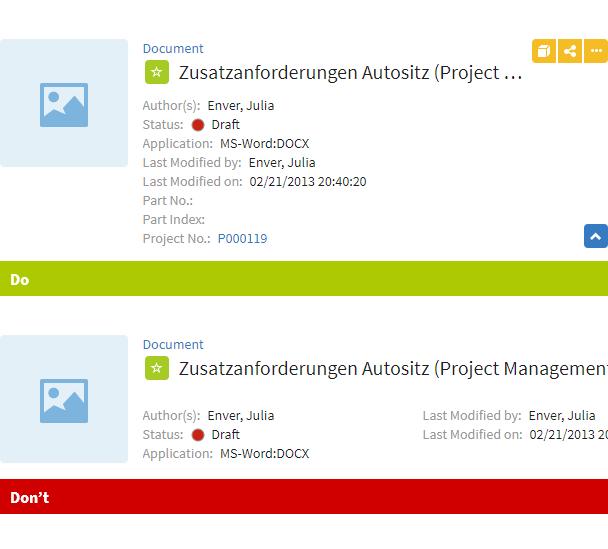 Document
Zusatzanforderungen Autositz (Project ...
Author(s): Enver, Julia
Status: Draft
Application: MS-Word:DOCX
Last Modified by: Enver, Julia
Last Modified on: 02/21/2013 20:40:20
Part No.:
Part Index:
Project No.: P000119
Do
Document
Zusatzanforderungen Autositz (Project Management
Author(s): Enver, Julia Last Modified by: Enver, Julia
Status: Draft Last Modified on: 02/21/2013 20
Application: MS-Word:DOCX
Don't